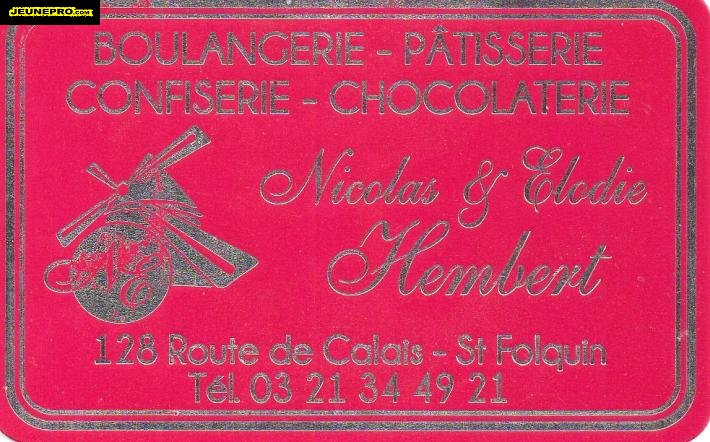 JEUNEPRO.COM
BOULANGERIE - PÂTISSERIE
CONFISERIE - CHOCOLATERIE
Nicolas & Elodie
Hembert
NE
128 Route de Calais - St Folquin
Tél. 03 21 34 49 21